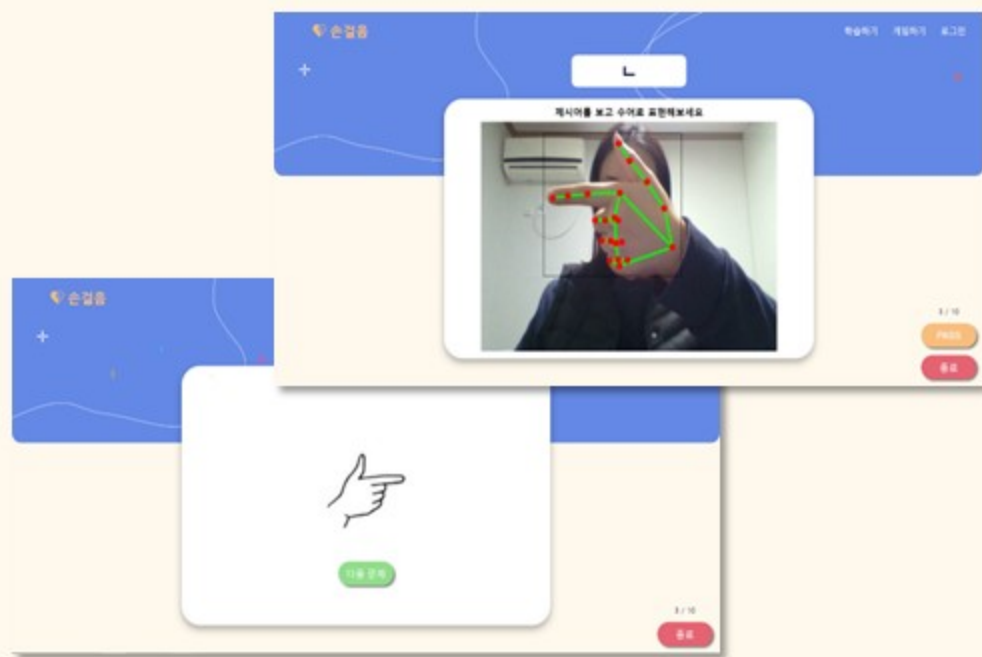 손걸음
학습하기 게임하기 로그인
ㄴ
제시어를 보고 수어로 표현해보세요
3 / 10
PASS
종료
손걸음
다음 문제
3 / 10
종료